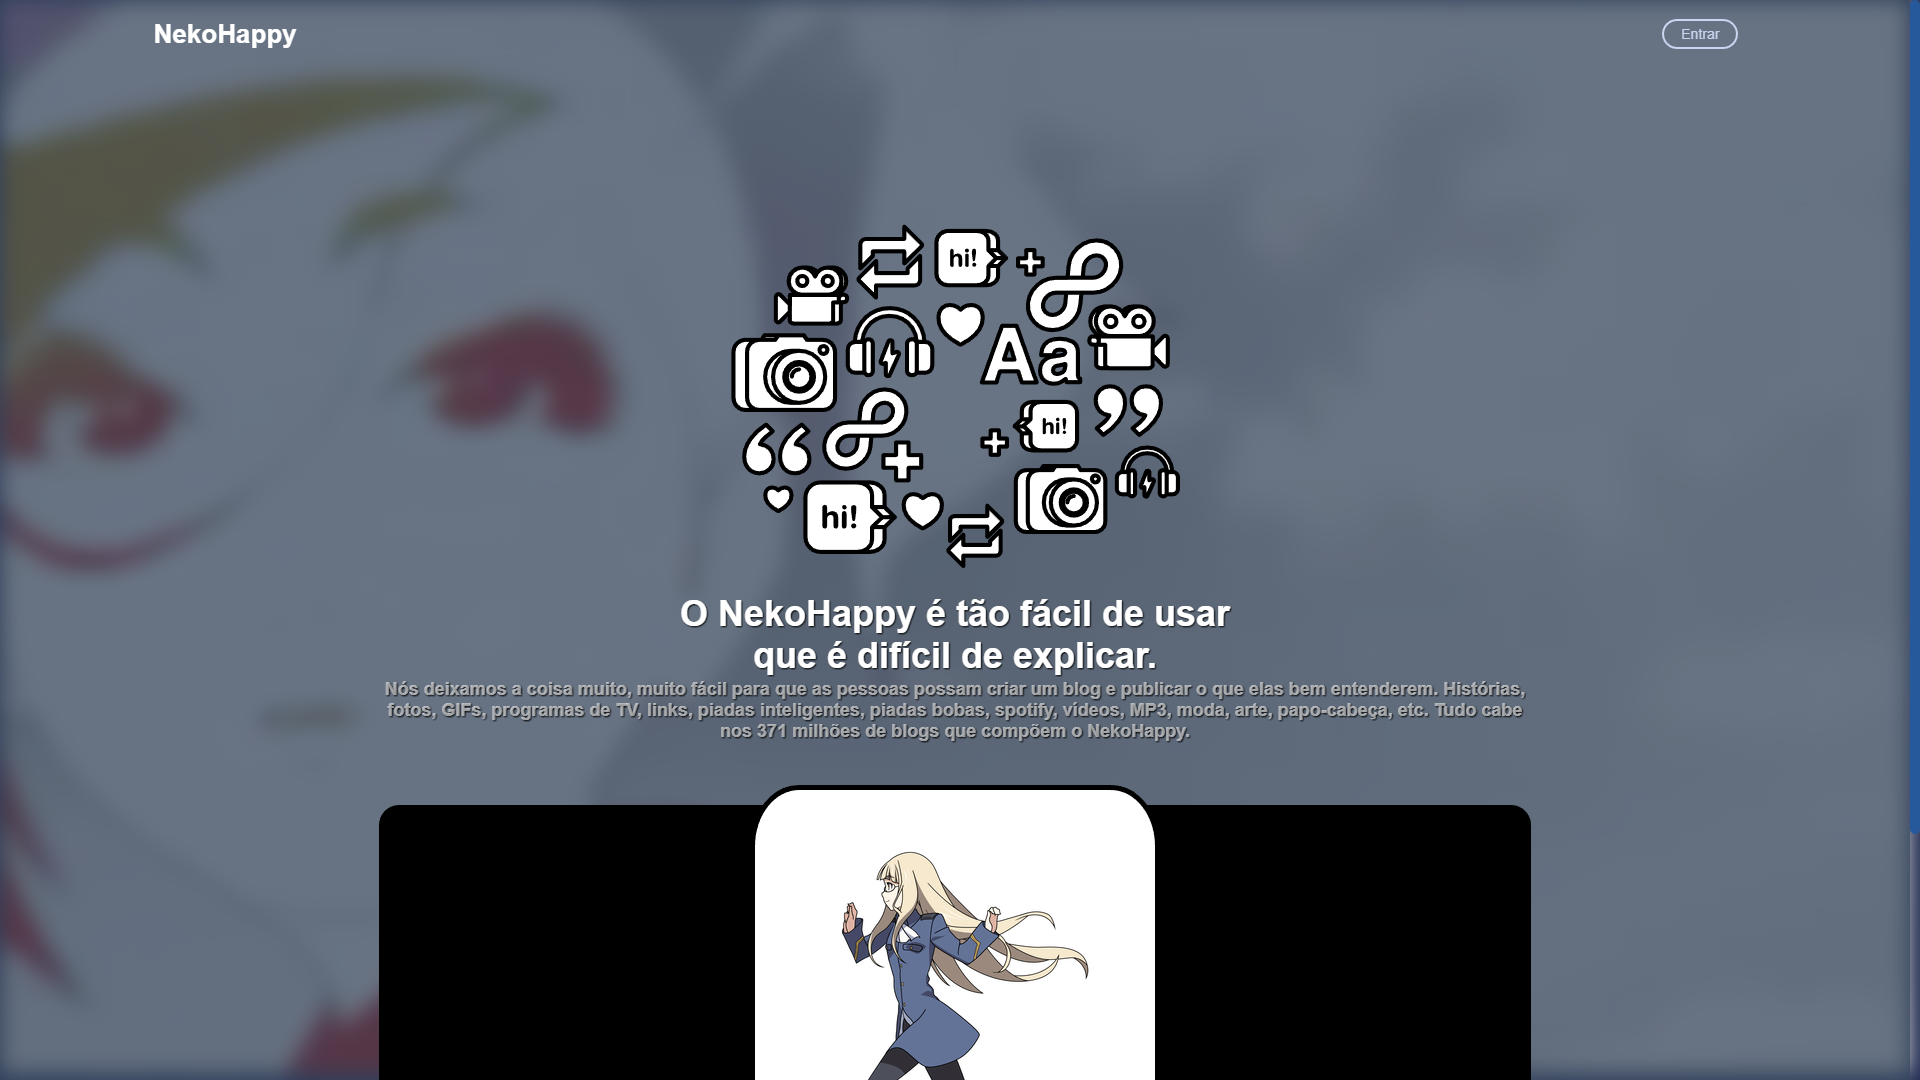 NekoHappy
Entrar
hi!
Aa
hi!
hi!
O NekoHappy é tão fácil de usar
que é difícil de explicar.
Nós deixamos a coisa muito, muito fácil para que as pessoas possam criar um blog e publicar o que elas bem entenderem. Histórias,
fotos, GIFs, programas de TV, links, piadas inteligentes, piadas bobas, spotify, vídeos, MP3, moda, arte, papo-cabeça, etc. Tudo cabe
nos 371 milhões de blogs que compõem o NekoHappy.